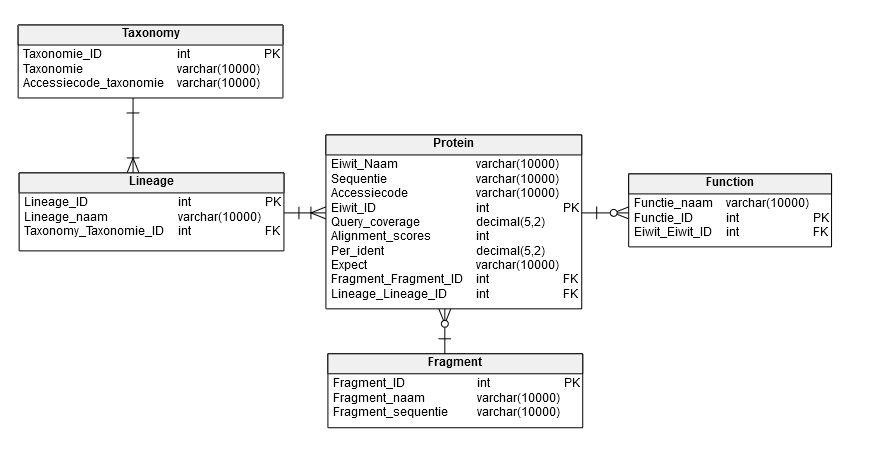 Taxonomy
Taxonomie_ID int PK
Taxonomie varchar(10000)
Accessiecode_taxonomie varchar(10000)
Lineage
Lineage_ID int PK
Lineage_naam varchar(10000)
Taxonomy_Taxonomie_ID int FK
Protein
Eiwit_Naam varchar(10000)
Sequentie varchar(10000)
Accessiecode varchar(10000)
Eiwit_ID int PK
Query_coverage decimal(5,2)
Alignment_scores int
Per_ident decimal(5,2)
Expect varchar(10000)
Fragment_Fragment_ID int FK
Lineage_Lineage_ID int FK
Function
Functie_naam varchar(10000)
Functie_ID int PK
Eiwit_Eiwit_ID int FK
Fragment
Fragment_ID int PK
Fragment_naam varchar(10000)
Fragment_sequentie varchar(10000)